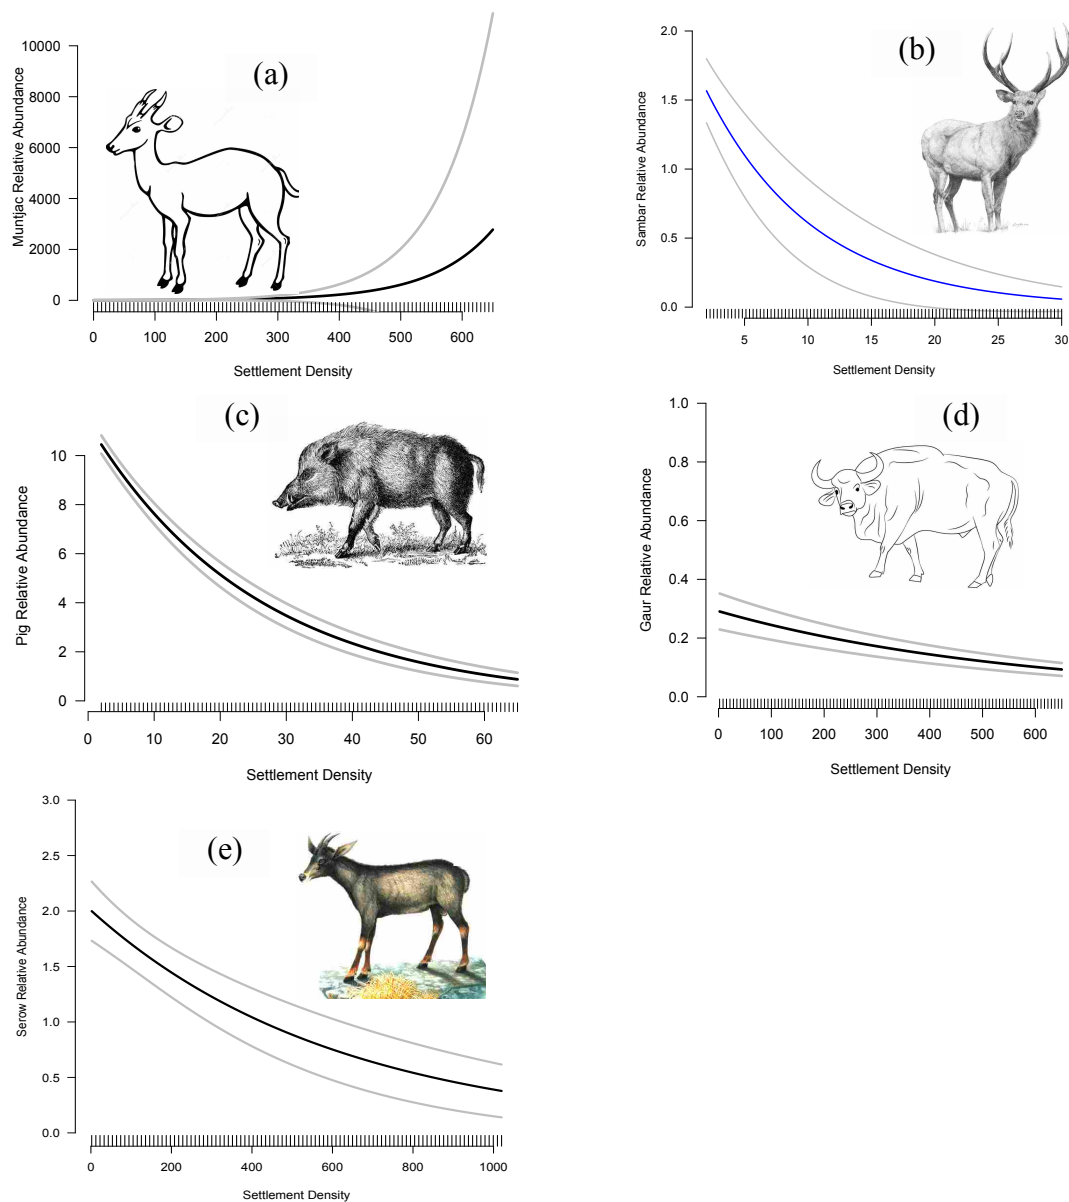 (a)
Muntjac Relative Abundance
10000
8000
6000
4000
2000
0
0 100 200 300 400 500 600
Settlement Density
(b)
Sambar Relative Abundance
2.0
1.5
1.0
0.5
0.0
5 10 15 20 25 30
Settlement Density
(c)
Pig Relative Abundance
10
8
6
4
2
0
0 10 20 30 40 50 60
Settlement Density
(d)
Gaur Relative Abundance
1.0
0.8
0.6
0.4
0.2
0.0
0 100 200 300 400 500 600
Settlement Density
(e)
Serow Relative Abundance
3.0
2.5
2.0
1.5
1.0
0.5
0.0
0 200 400 600 800 1000
Settlement Density